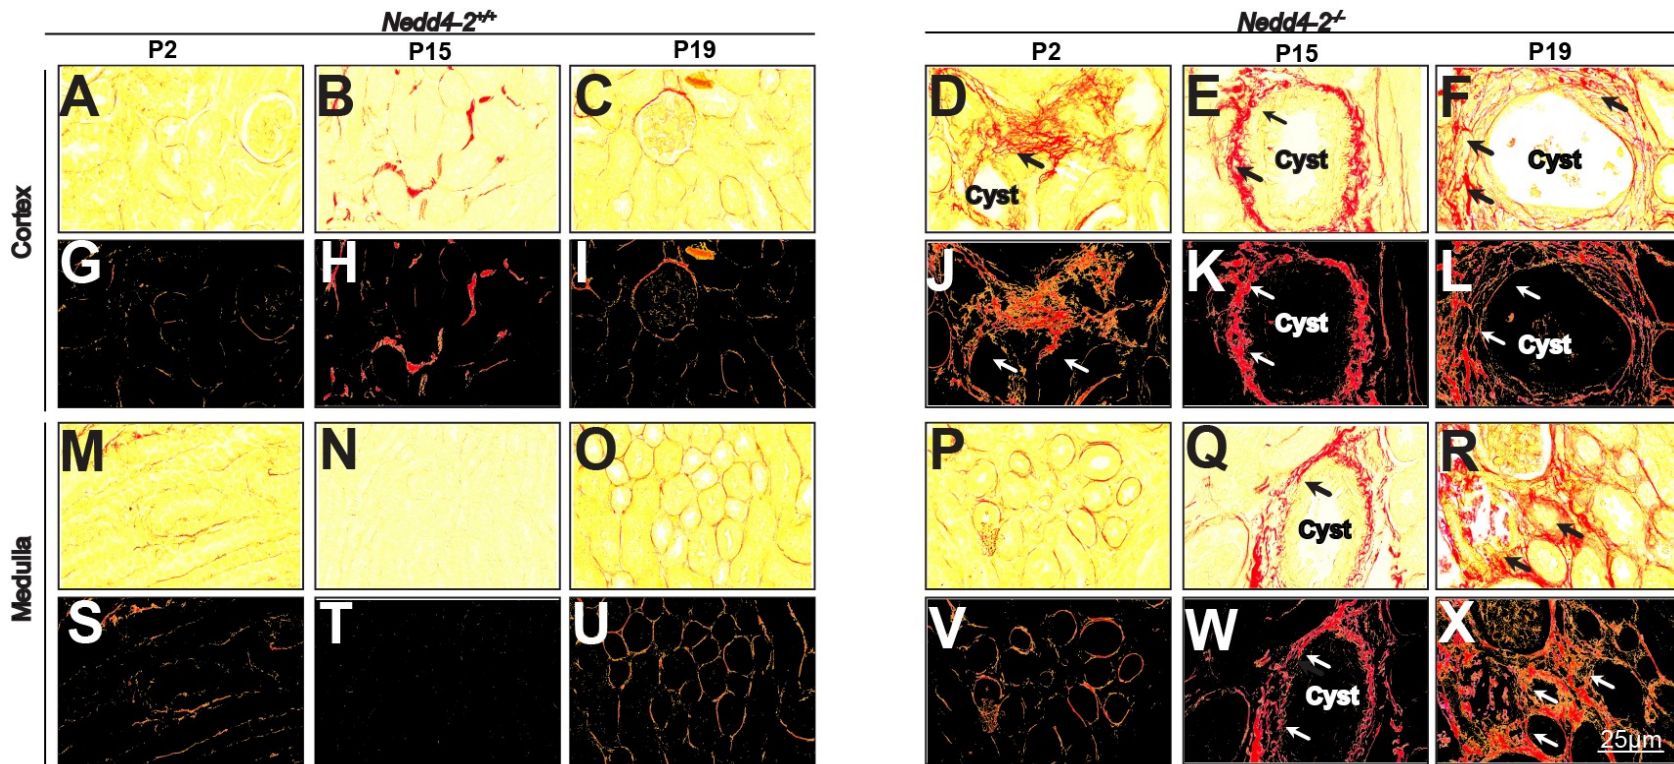 Nedd4-2+/+ Nedd4-2-/-
P2 P15 P19 P2 P15 P19
Cortex
A B C D E F
Cyst Cyst Cyst
G H I J K L
Cyst Cyst
Medulla
M N O P Q R
Cyst
S T U V W X
Cyst
25µm